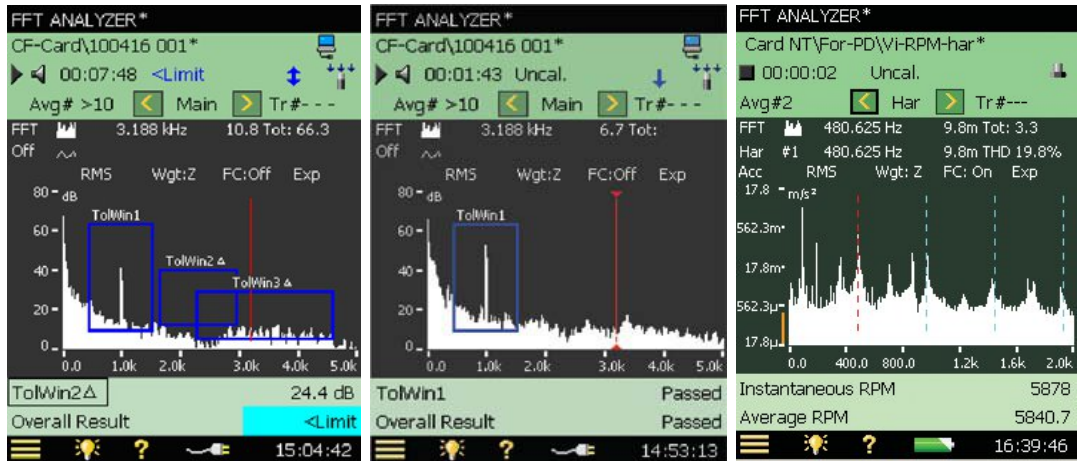 FFT ANALYZER*
CF-Card\100416 001*
00:07:48 <Limit
Avg# >10 < Main > Tr#- - -
FFT 3.188 kHz 10.8 Tot: 66.3
Off
RMS Wgt:Z FC:Off Exp
80 dB
TolWin1
60
TolWin2 Δ
40
TolWin3 Δ
20
0
0.0 1.0k 2.0k 3.0k 4.0k 5.0k
TolWin2Δ 24.4 dB
Overall Result <Limit
? 15:04:42
FFT ANALYZER*
CF-Card\100416 001*
00:01:43 Uncal.
Avg# >10 < Main > Tr#- - -
FFT 3.188 kHz 6.7 Tot:
Off
RMS Wgt:Z FC:Off Exp
80 dB
TolWin1
60
40
20
0
0.0 1.0k 2.0k 3.0k 4.0k 5.0k
TolWin1 Passed
Overall Result Passed
? 14:53:13
FFT ANALYZER*
Card NT\For-PD\Vi-RPM-har*
00:00:02 Uncal.
Avg#2 < Har > Tr#---
FFT 480.625 Hz 9.8m Tot: 3.3
Har #1 480.625 Hz 9.8m THD 19.8%
Acc RMS Wgt: Z FC: On Exp
17.8 m/s²
562.3m
17.8m
562.3µ
17.8µ
0.0 400.0 800.0 1.2k 1.6k 2.0k
Instantaneous RPM 5878
Average RPM 5840.7
? 16:39:46